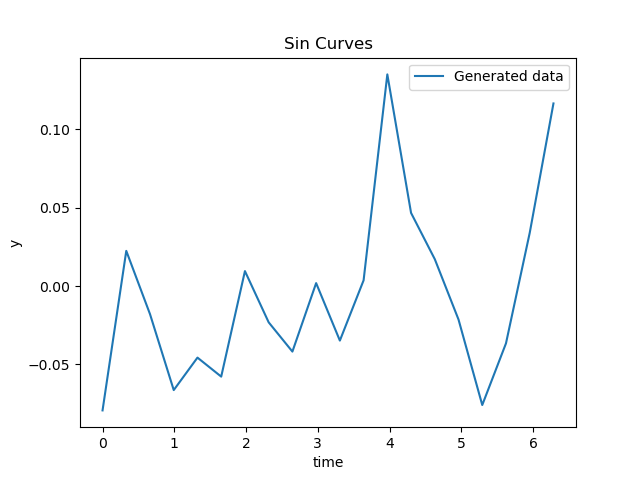 Sin Curves
Generated data
0.10
0.05
0.00
−0.05
y
0 1 2 3 4 5 6
time